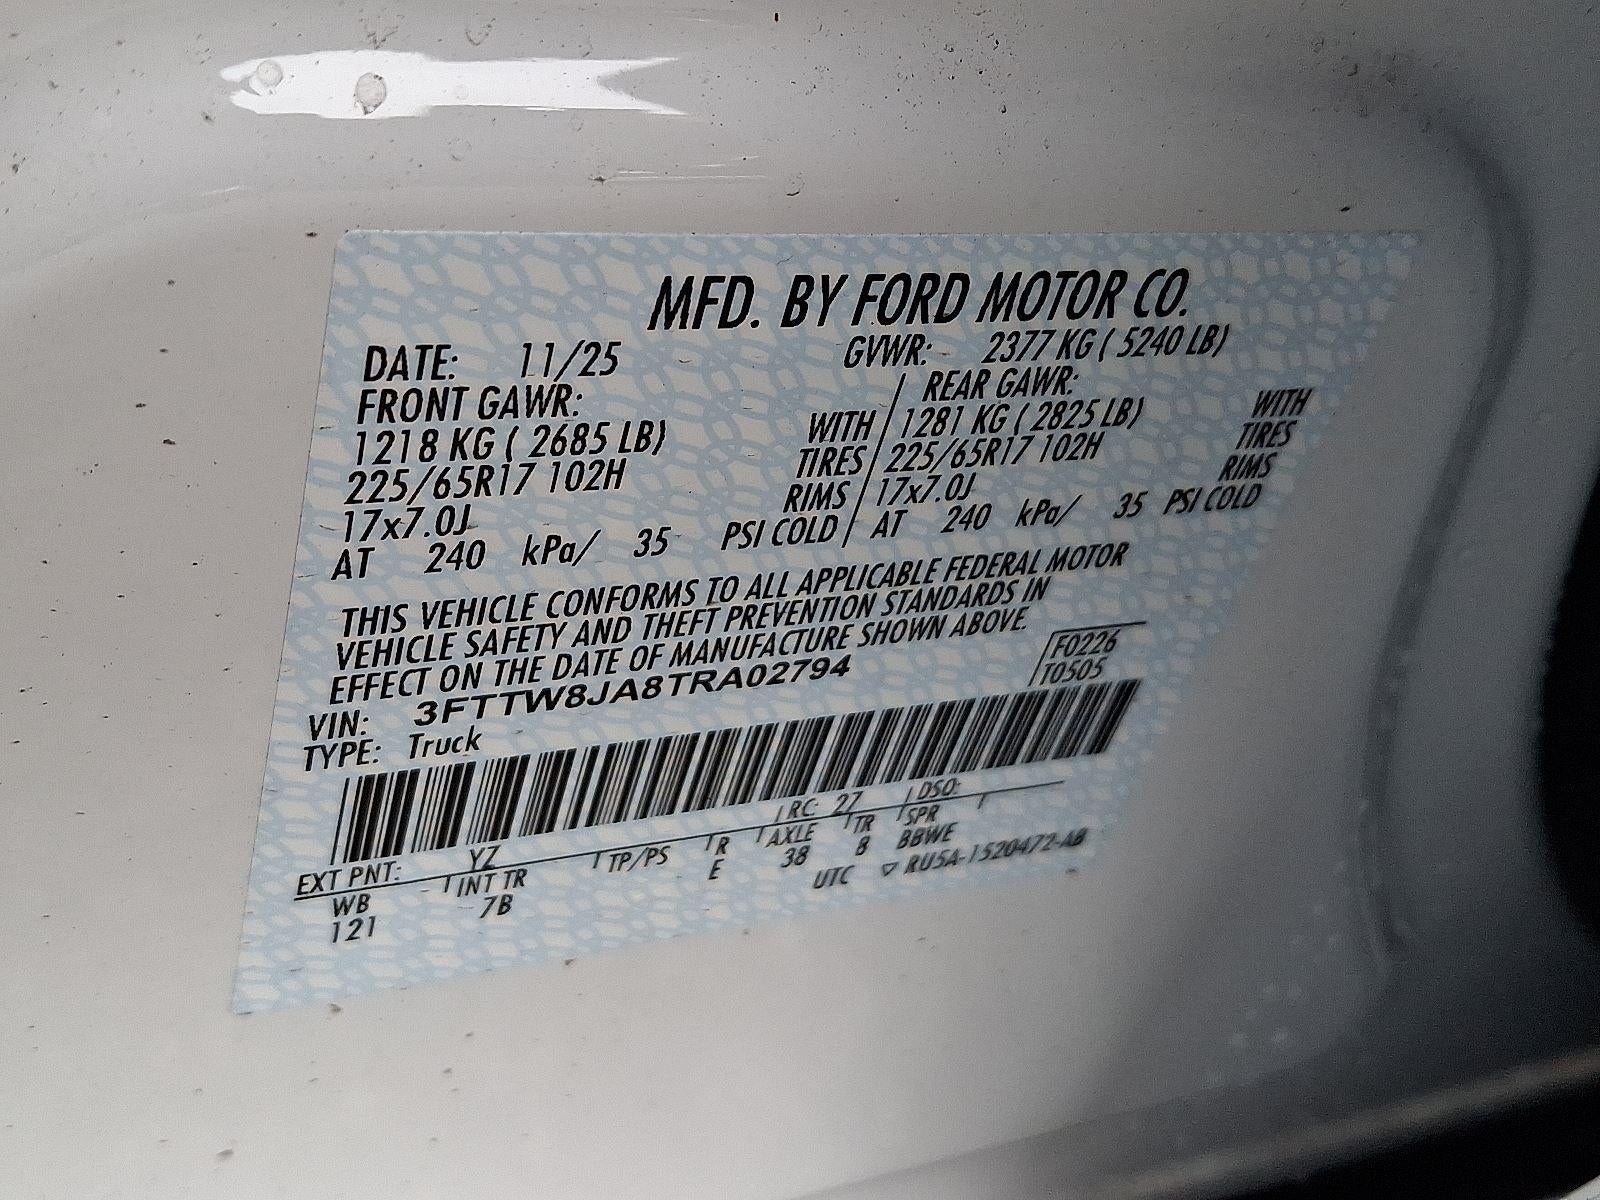 MFD. BY FORD MOTOR CO.
DATE: 11/25 GVWR: 2377 KG ( 5240 LB)
FRONT GAWR: REAR GAWR:
1218 KG ( 2685 LB) WITH 1281 KG ( 2825 LB) WITH
225/65R17 102H TIRES 225/65R17 102H TIRES
17x7.0J RIMS 17x7.0J RIMS
AT 240 kPa/ 35 PSI COLD AT 240 kPa/ 35 PSI COLD
THIS VEHICLE CONFORMS TO ALL APPLICABLE FEDERAL MOTOR
VEHICLE SAFETY AND THEFT PREVENTION STANDARDS IN
EFFECT ON THE DATE OF MANUFACTURE SHOWN ABOVE.
VIN: 3FTTW8JA8TRA02794 F0226
TYPE: Truck T0505
EXT PNT: YZ RC: 27 DSO:
WB INT TR TP/PS R AXLE TR SPR
121 7B E 38 8 BBWE
UTC ▽ RU5A-1520472-AB